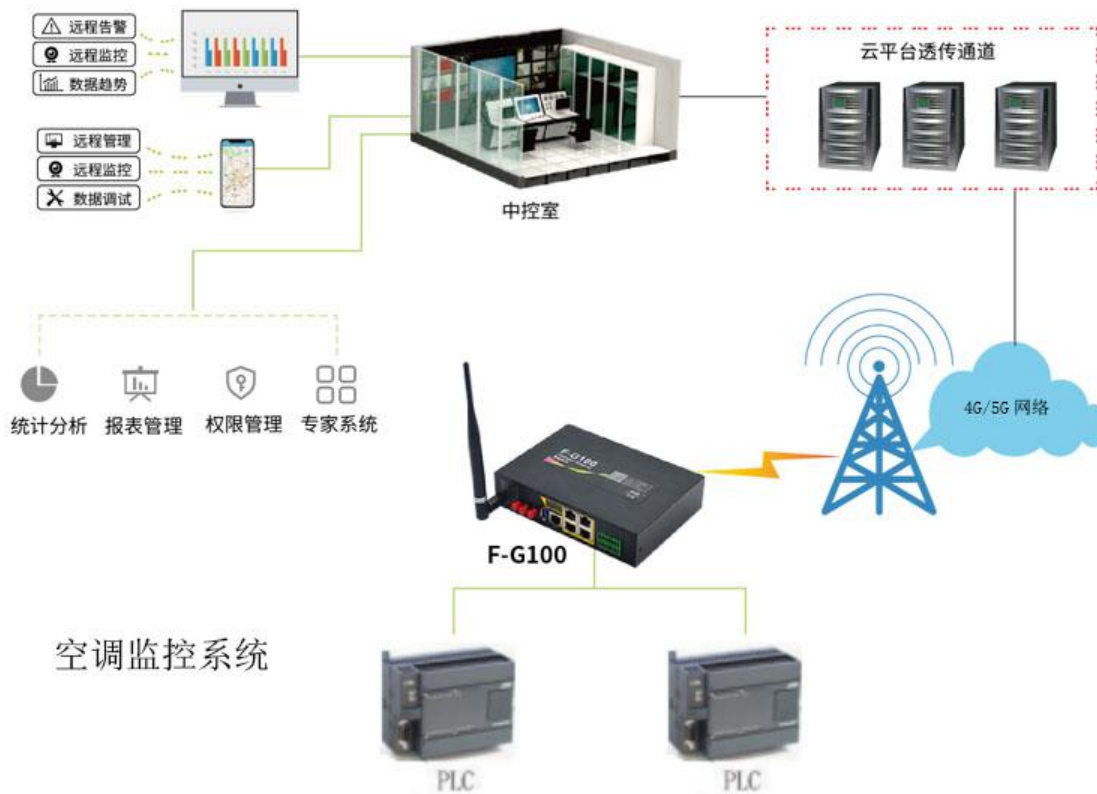 远程告警
远程监控
数据趋势
远程管理
远程监控
数据调试
中控室
云平台透传通道
4G/5G 网络
统计分析
报表管理
权限管理
专家系统
F-G100
F-G100
空调监控系统
PLC
PLC